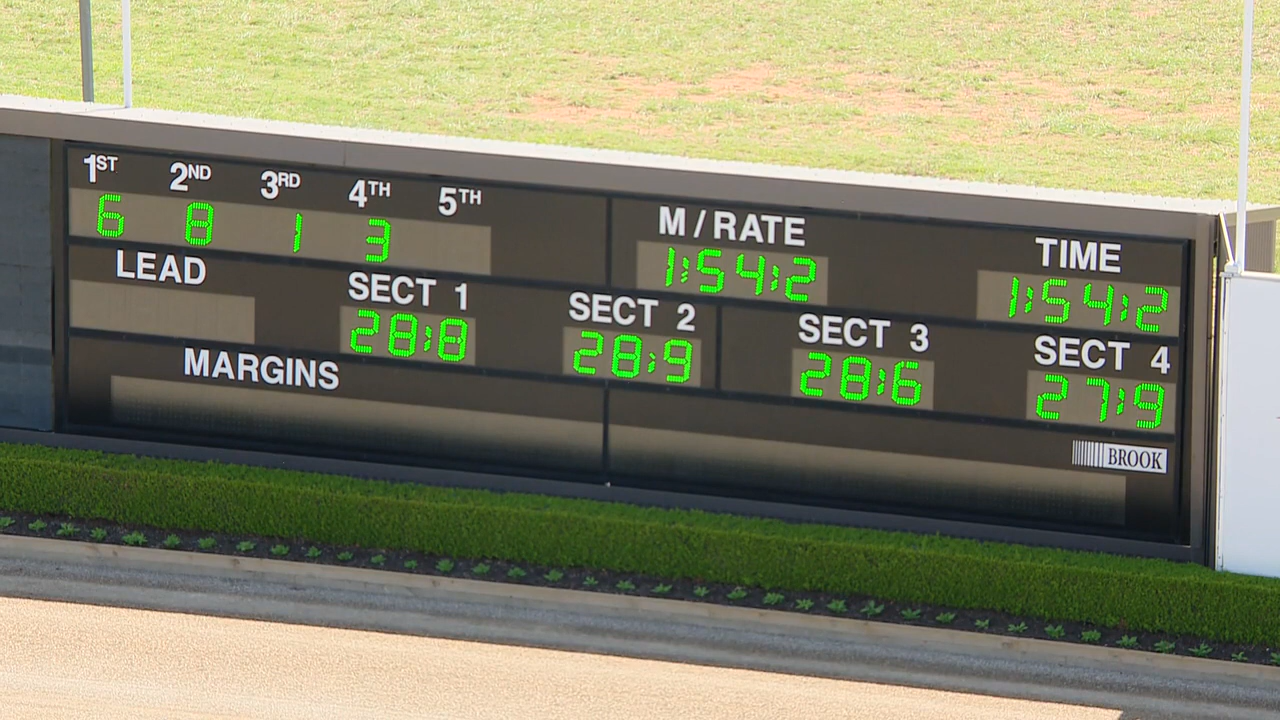 1ST 2ND 3RD 4TH 5TH
6 8 1 3
M/RATE
1:54:2
TIME
1:54:2
LEAD
SECT 1
28:8
SECT 2
28:9
SECT 3
28:6
SECT 4
27:9
MARGINS
BROOK